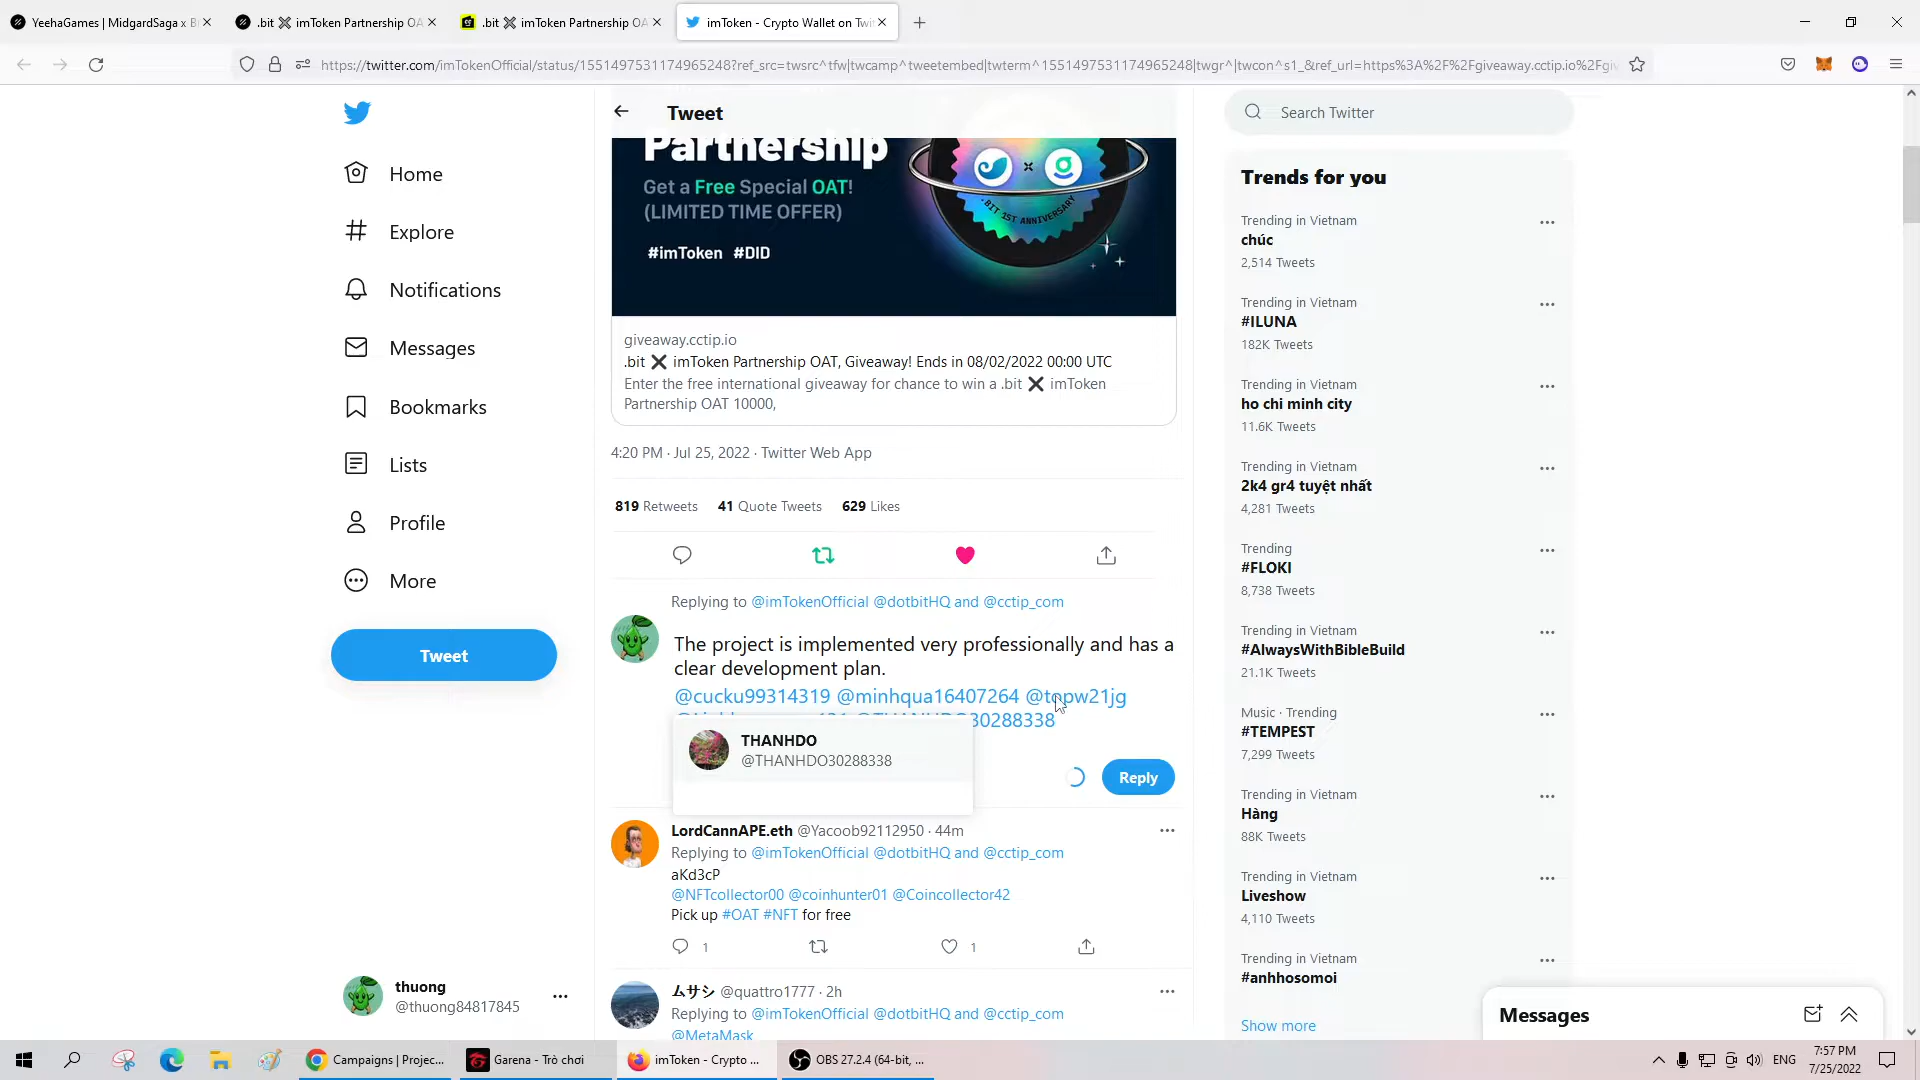 YeehaGames | MidgardSaga x B
.bit ✖ imToken Partnership OA
.bit ✖ imToken Partnership OA
imToken - Crypto Wallet on Twit
https://twitter.com/imTokenOfficial/status/1551497531174965248?ref_src=twsrc^tfw|twcamp^tweetembed|twterm^1551497531174965248|twgr^|twcon^s1_&ref_url=https%3A%2F%2Fgiveaway.cctip.io%2Fgiv
Home
Explore
Notifications
Messages
Bookmarks
Lists
Profile
More
Tweet
thuong
@thuong84817845
Tweet
Partnership
Get a Free Special OAT!
(LIMITED TIME OFFER)
#imToken #DID
.BIT 1ST ANNIVERSARY
giveaway.cctip.io
.bit ✖ imToken Partnership OAT, Giveaway! Ends in 08/02/2022 00:00 UTC
Enter the free international giveaway for chance to win a .bit ✖ imToken
Partnership OAT 10000,
4:20 PM · Jul 25, 2022 · Twitter Web App
819 Retweets 41 Quote Tweets 629 Likes
Replying to @imTokenOfficial @dotbitHQ and @cctip_com
The project is implemented very professionally and has a
clear development plan.
@cucku99314319 @minhqua16407264 @topw21jg
@THANHDO30288338
THANHDO
@THANHDO30288338
Reply
LordCannAPE.eth @Yacoob92112950 · 44m
Replying to @imTokenOfficial @dotbitHQ and @cctip_com
aKd3cP
@NFTcollector00 @coinhunter01 @Coincollector42
Pick up #OAT #NFT for free
1
1
ムサシ @quattro1777 · 2h
Replying to @imTokenOfficial @dotbitHQ and @cctip_com
@MetaMask
Search Twitter
Trends for you
Trending in Vietnam
chúc
2,514 Tweets
Trending in Vietnam
#ILUNA
182K Tweets
Trending in Vietnam
ho chi minh city
11.6K Tweets
Trending in Vietnam
2k4 gr4 tuyệt nhất
4,281 Tweets
Trending
#FLOKI
8,738 Tweets
Trending in Vietnam
#AlwaysWithBibleBuild
21.1K Tweets
Music · Trending
#TEMPEST
7,299 Tweets
Trending in Vietnam
Hàng
88K Tweets
Trending in Vietnam
Liveshow
4,110 Tweets
Trending in Vietnam
#anhhosomoi
Show more
Messages
Campaigns | Projec...
Garena - Trò chơi
imToken - Crypto ...
OBS 27.2.4 (64-bit, ...
ENG
7:57 PM
7/25/2022